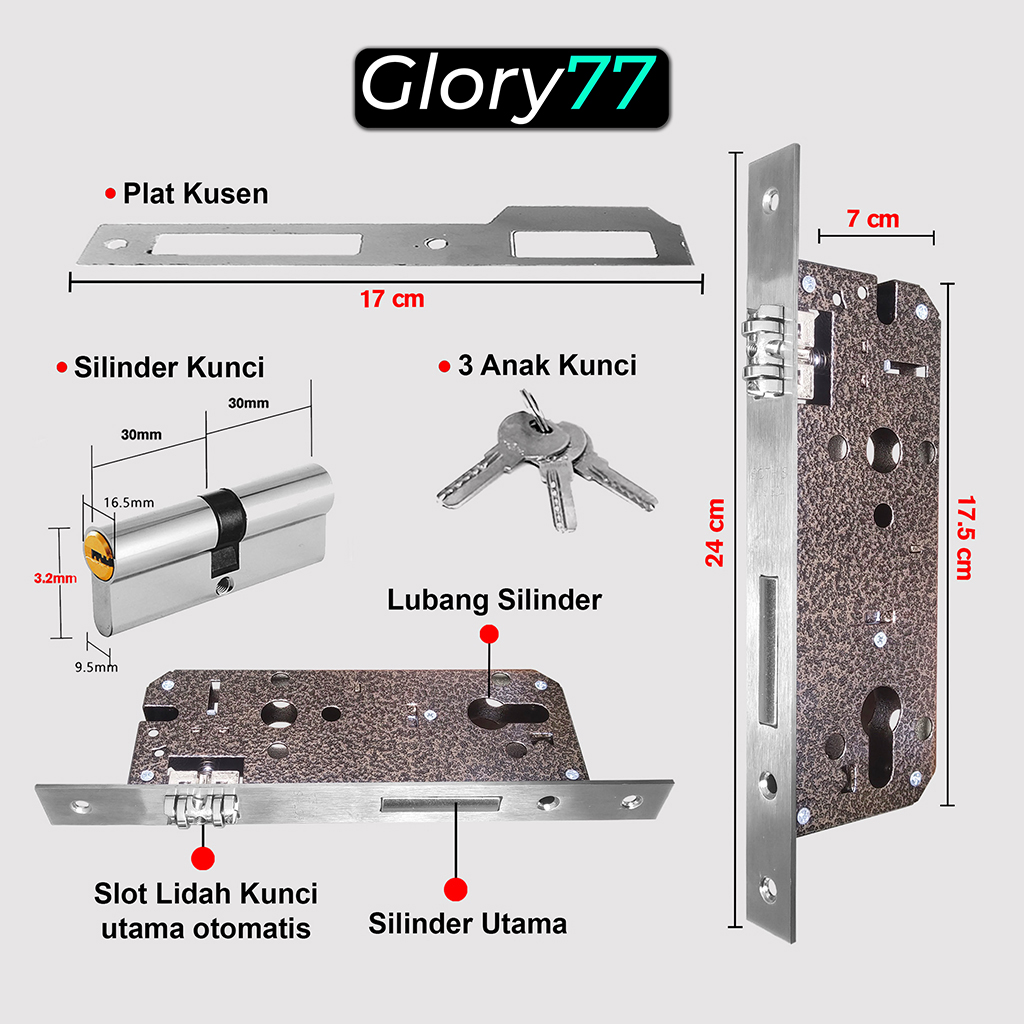 Glory77
• Plat Kusen
17 cm
7 cm
• Silinder Kunci
• 3 Anak Kunci
30mm
30mm
16.5mm
3.2mm
9.5mm
24 cm
17.5 cm
Lubang Silinder
Slot Lidah Kunci
utama otomatis
Silinder Utama